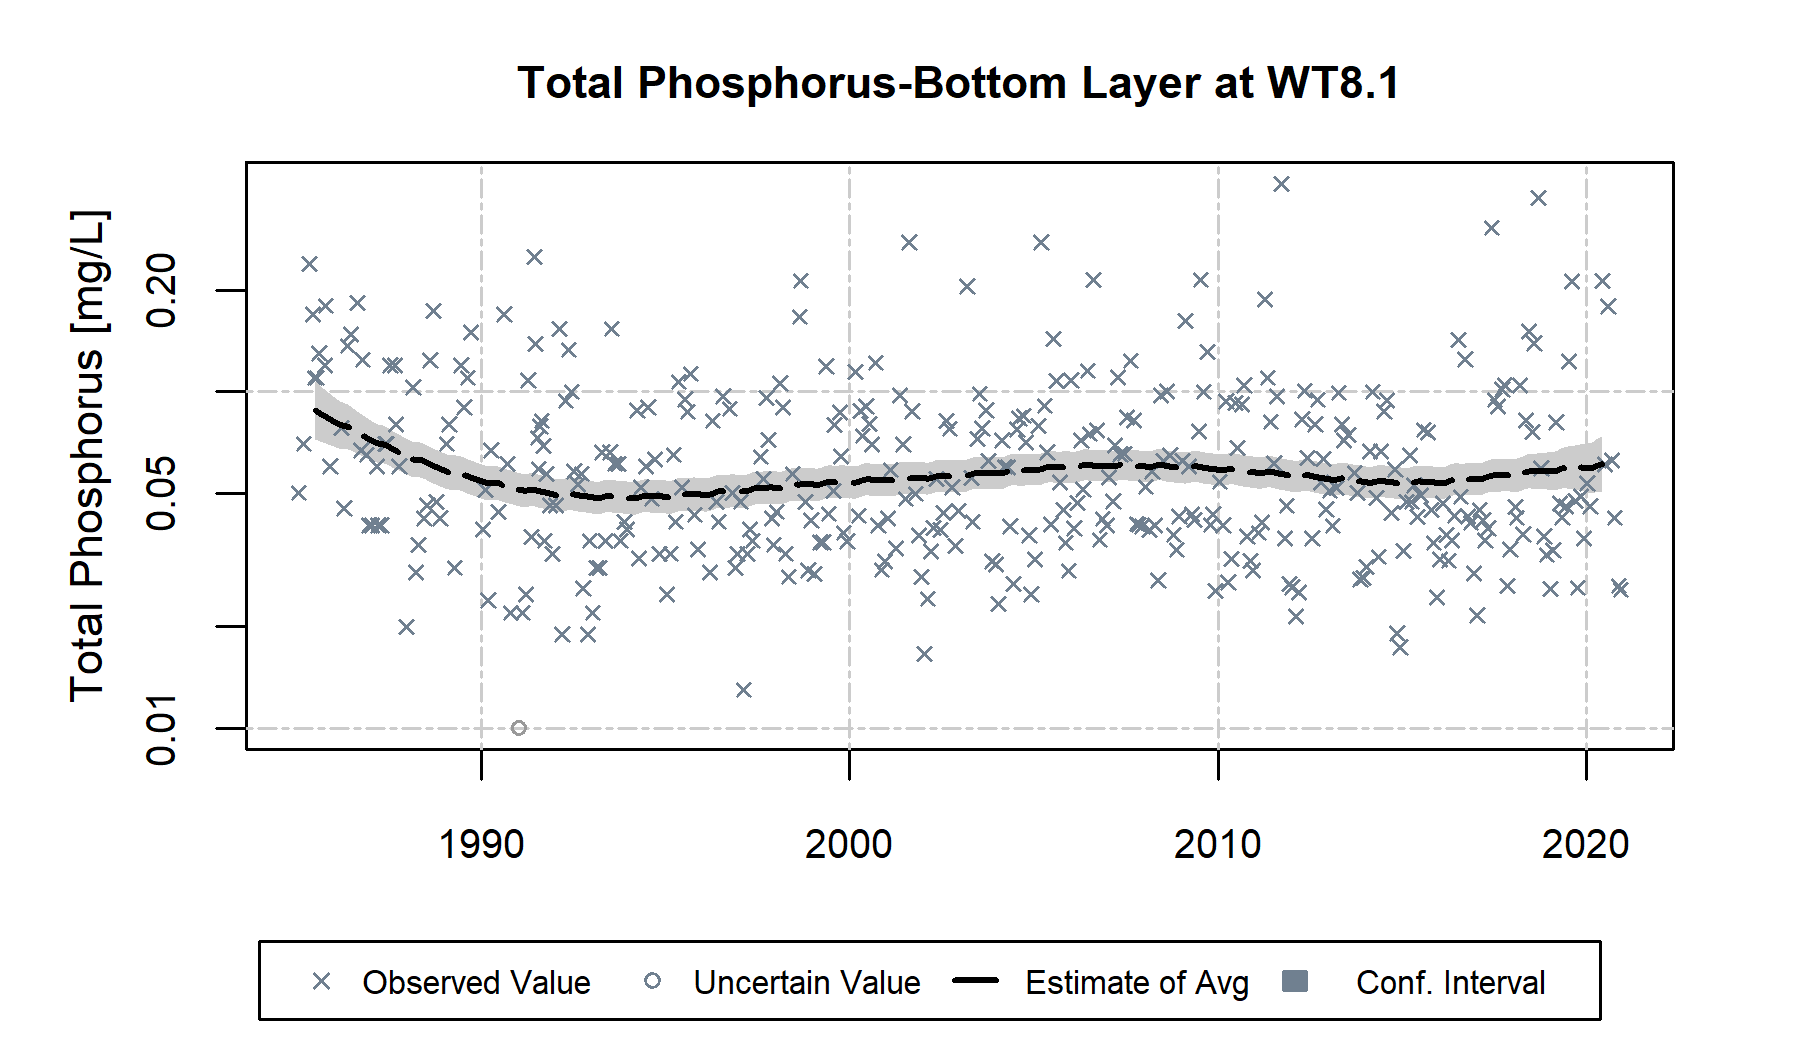 Total Phosphorus-Bottom Layer at WT8.1
Total Phosphorus [mg/L]
0.20
0.05
0.01
1990 2000 2010 2020
Observed Value Uncertain Value Estimate of Avg Conf. Interval